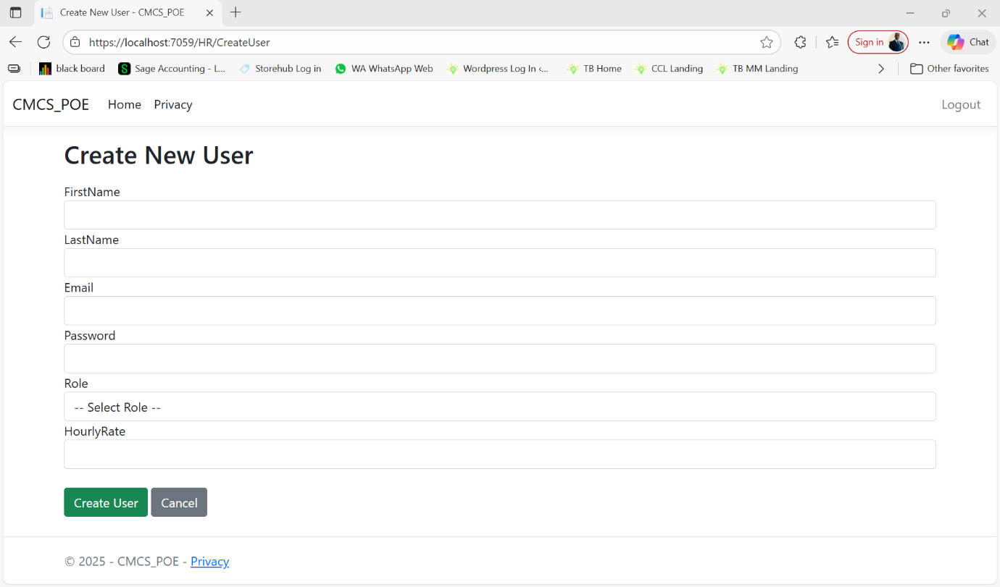 Create New User - CMCS_POE
https://localhost:7059/HR/CreateUser
Sign in
Chat
black board
Sage Accounting - L...
Storehub Log in
WA WhatsApp Web
Wordpress Log In ‹...
TB Home
CCL Landing
TB MM Landing
Other favorites
CMCS_POE Home Privacy Logout
Create New User
FirstName
LastName
Email
Password
Role
-- Select Role --
HourlyRate
Create User Cancel
© 2025 - CMCS_POE - Privacy